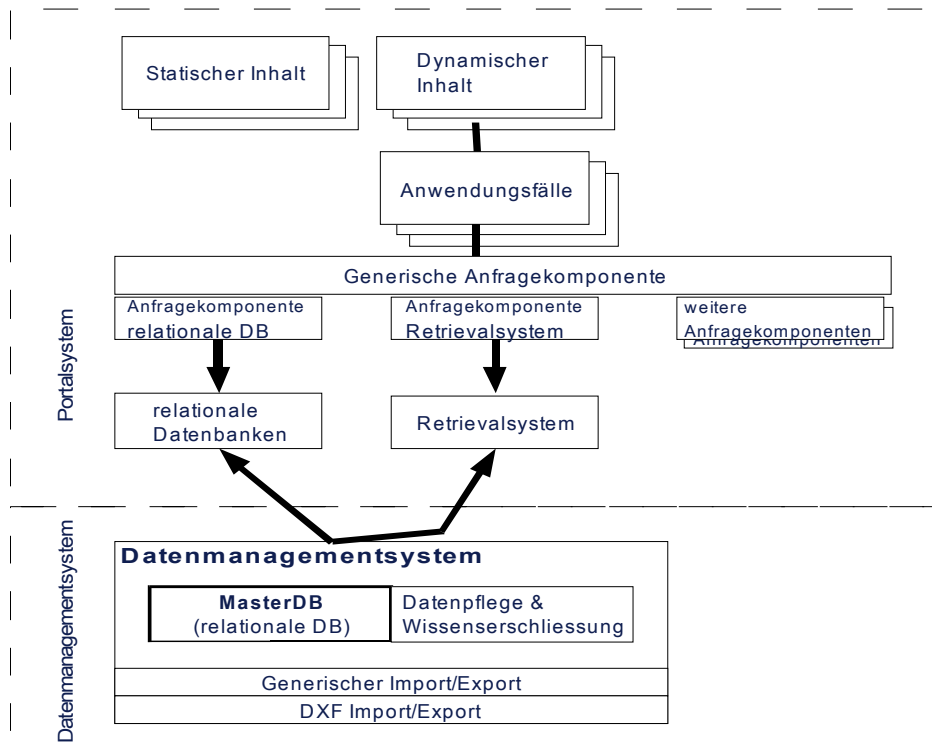 Statischer Inhalt
Dynamischer
Inhalt
Anwendungsfälle
Generische Anfragekomponente
Anfragekomponente
relationale DB
Anfragekomponente
Retrievalsystem
weitere
Anfragekomponenten
Anfragekomponenten
Portalsystem
relationale
Datenbanken
Retrievalsystem
Datenmanagementsystem
Datenmanagementsystem
MasterDB
(relationale DB)
Datenpflege &
Wissenserschliessung
Generischer Import/Export
DXF Import/Export